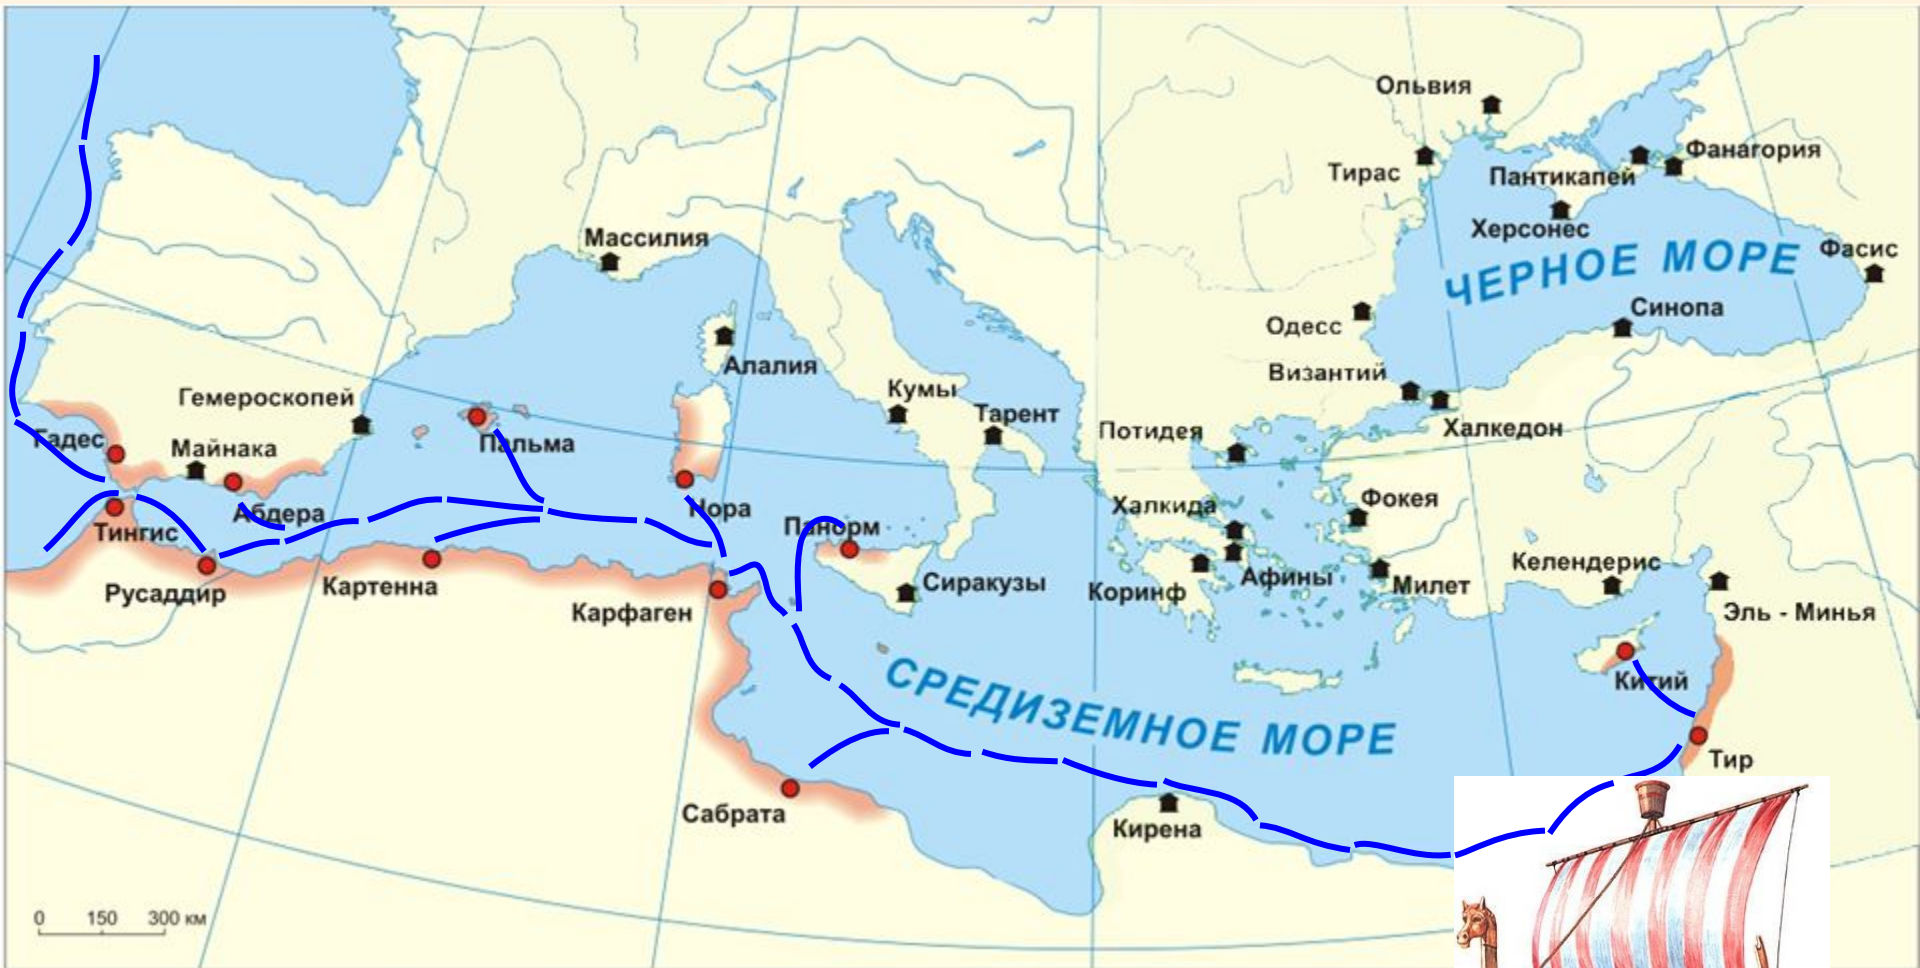 Ольвия
Тирас
Фанагория
Пантикапей
Херсонес
Массилия
ЧЕРНОЕ МОРЕ
Фасис
Синопа
Одесс
Алалия
Византий
Гемероскопей
Кумы
Тарент
Халкедон
Потидея
Гадес
Майнака
Пальма
Фокея
Халкида
Нора
Абдера
Панорм
Тингис
Келендерис
Афины
Милет
Сиракузы
Коринф
Русаддир
Картенна
Карфаген
Эль - Минья
СРЕДИЗЕМНОЕ МОРЕ
Китий
Тир
Сабрата
Кирена
0 150 300 км